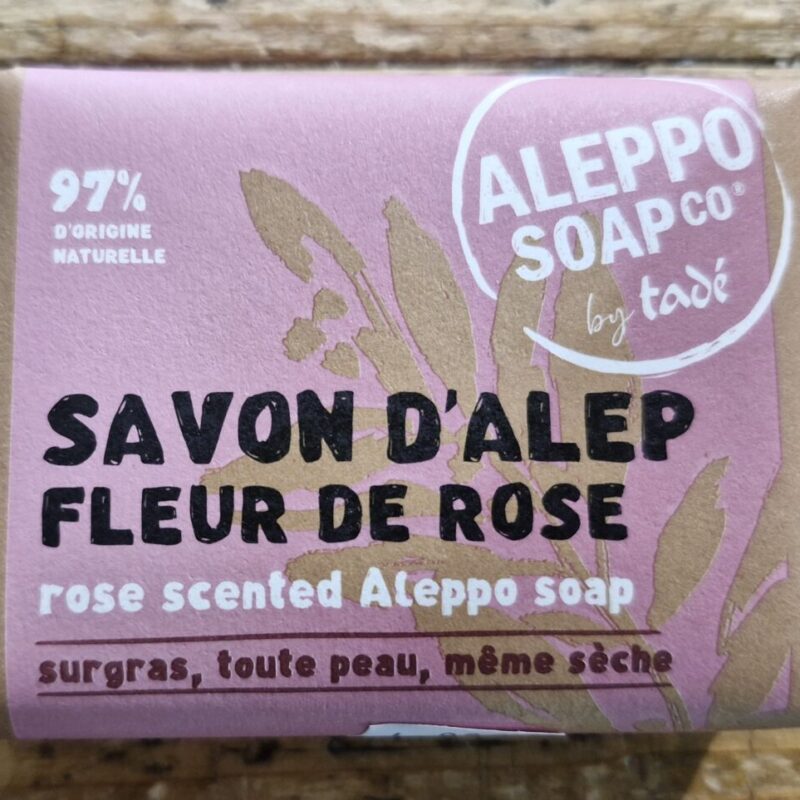 97%
D'ORIGINE
NATURELLE
ALEPPO
SOAP CO®
by tadé
SAVON D'ALEP
FLEUR DE ROSE
rose scented Aleppo soap
surgras, toute peau, même sèche